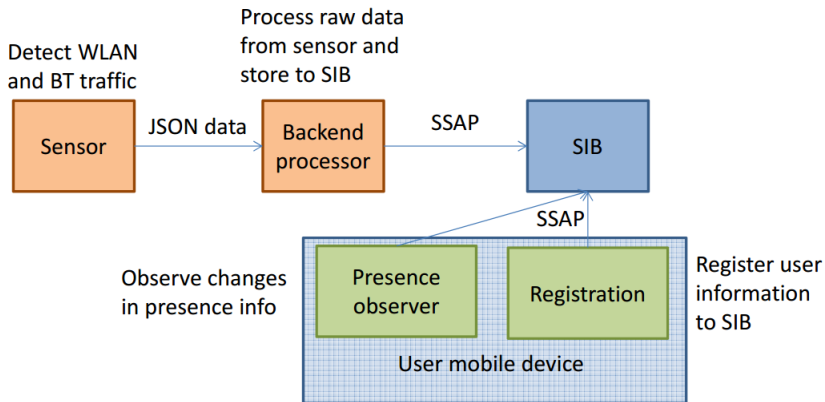 Process raw data
from sensor and
store to SIB
Detect WLAN
and BT traffic
Sensor
JSON data
Backend
processor
SSAP
SIB
SSAP
Observe changes
in presence info
Presence
observer
Registration
Register user
information
to SIB
User mobile device